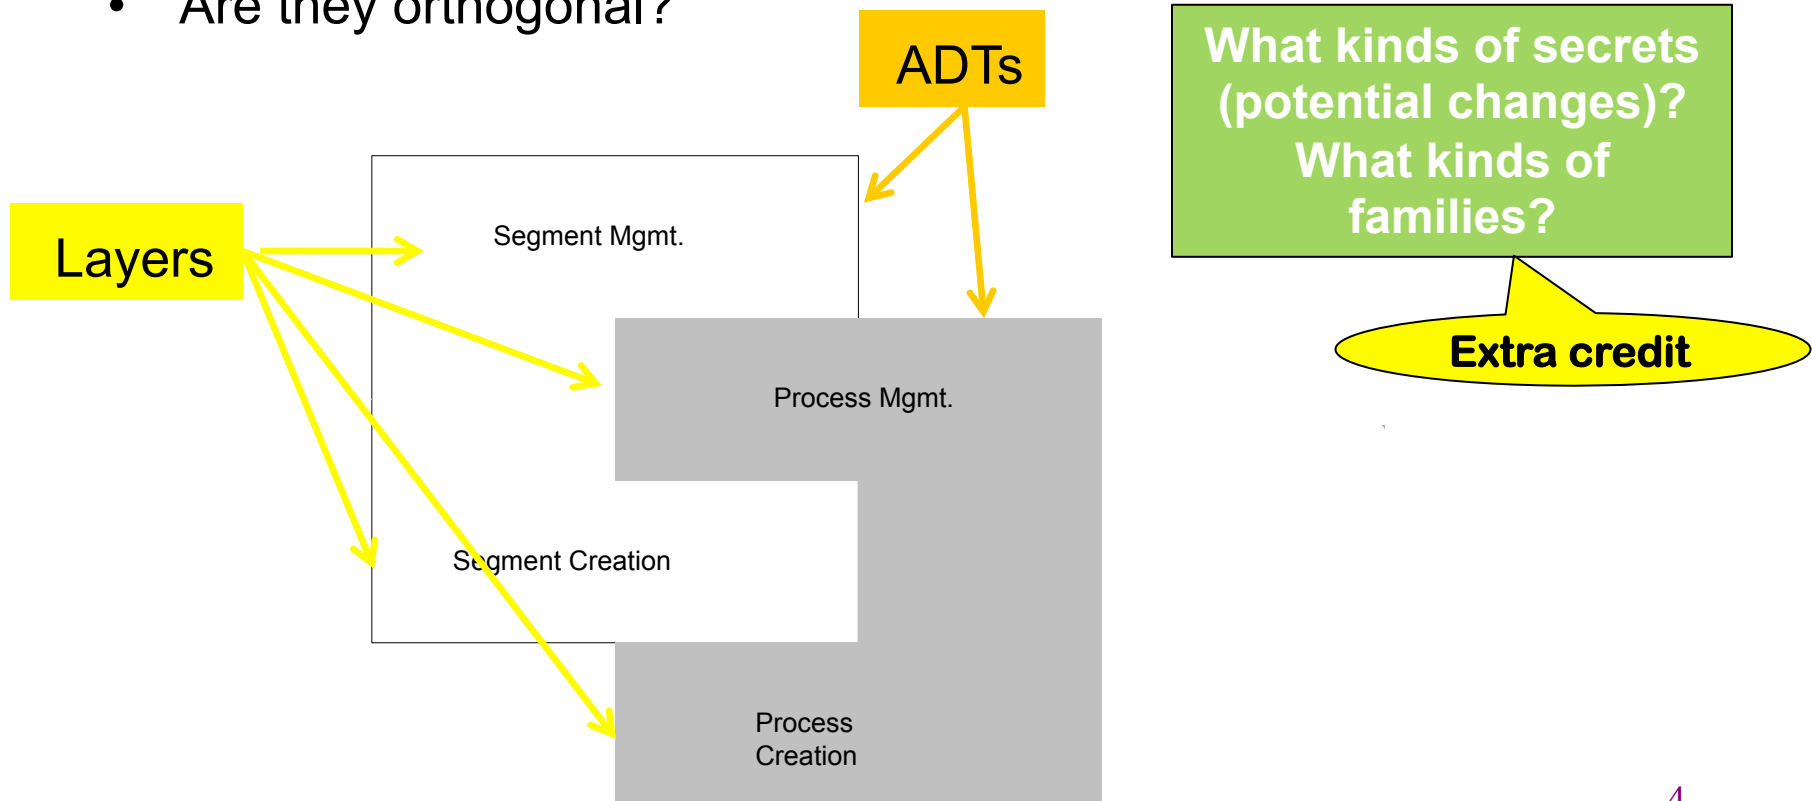 • Are they orthogonal?
ADTs
What kinds of secrets
(potential changes)?
What kinds of
families?
Layers
Segment Mgmt.
Extra credit
Process Mgmt.
Segment Creation
Process
Creation
4